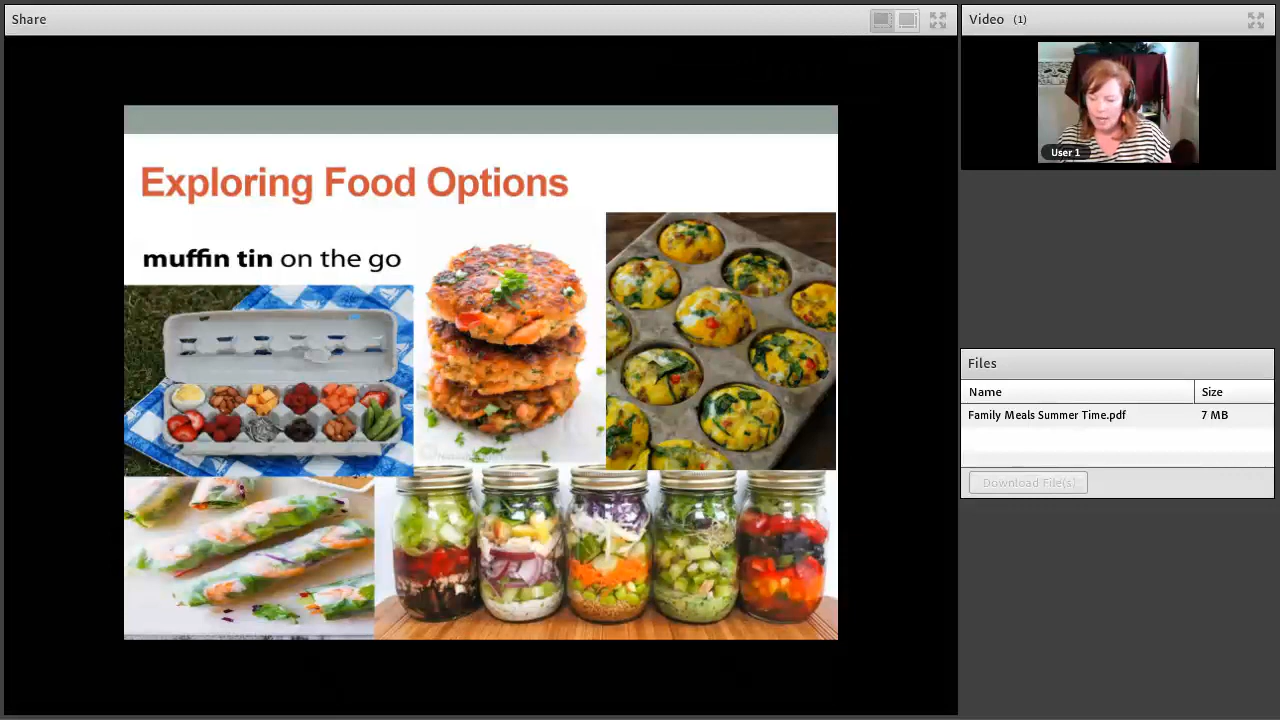 Share
Video (1)
Exploring Food Options
User 1
muffin tin on the go
Files
Name Size
Family Meals Summer Time.pdf 7 MB
Download File(s)